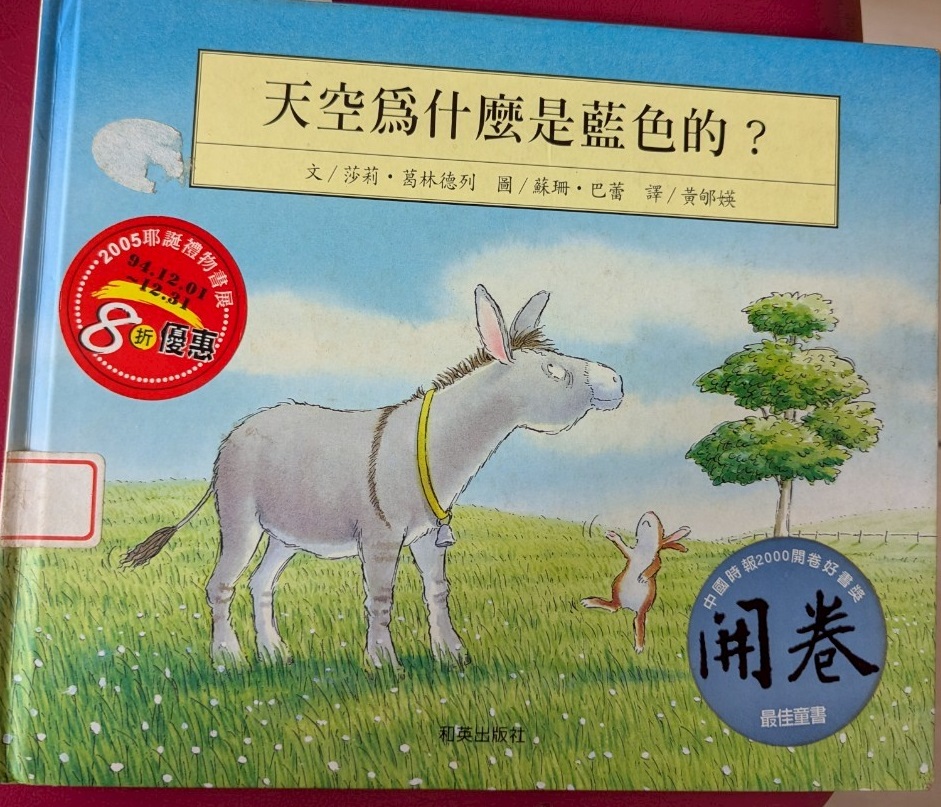 天空爲什麼是藍色的？
文／莎莉・葛林德列　圖／蘇珊・巴蕾　譯／黃郇媖
2005耶誕禮物書展
94.12.01
~12.31
8折優惠
中國時報2000開卷好書獎
開卷
最佳童書
和英出版社